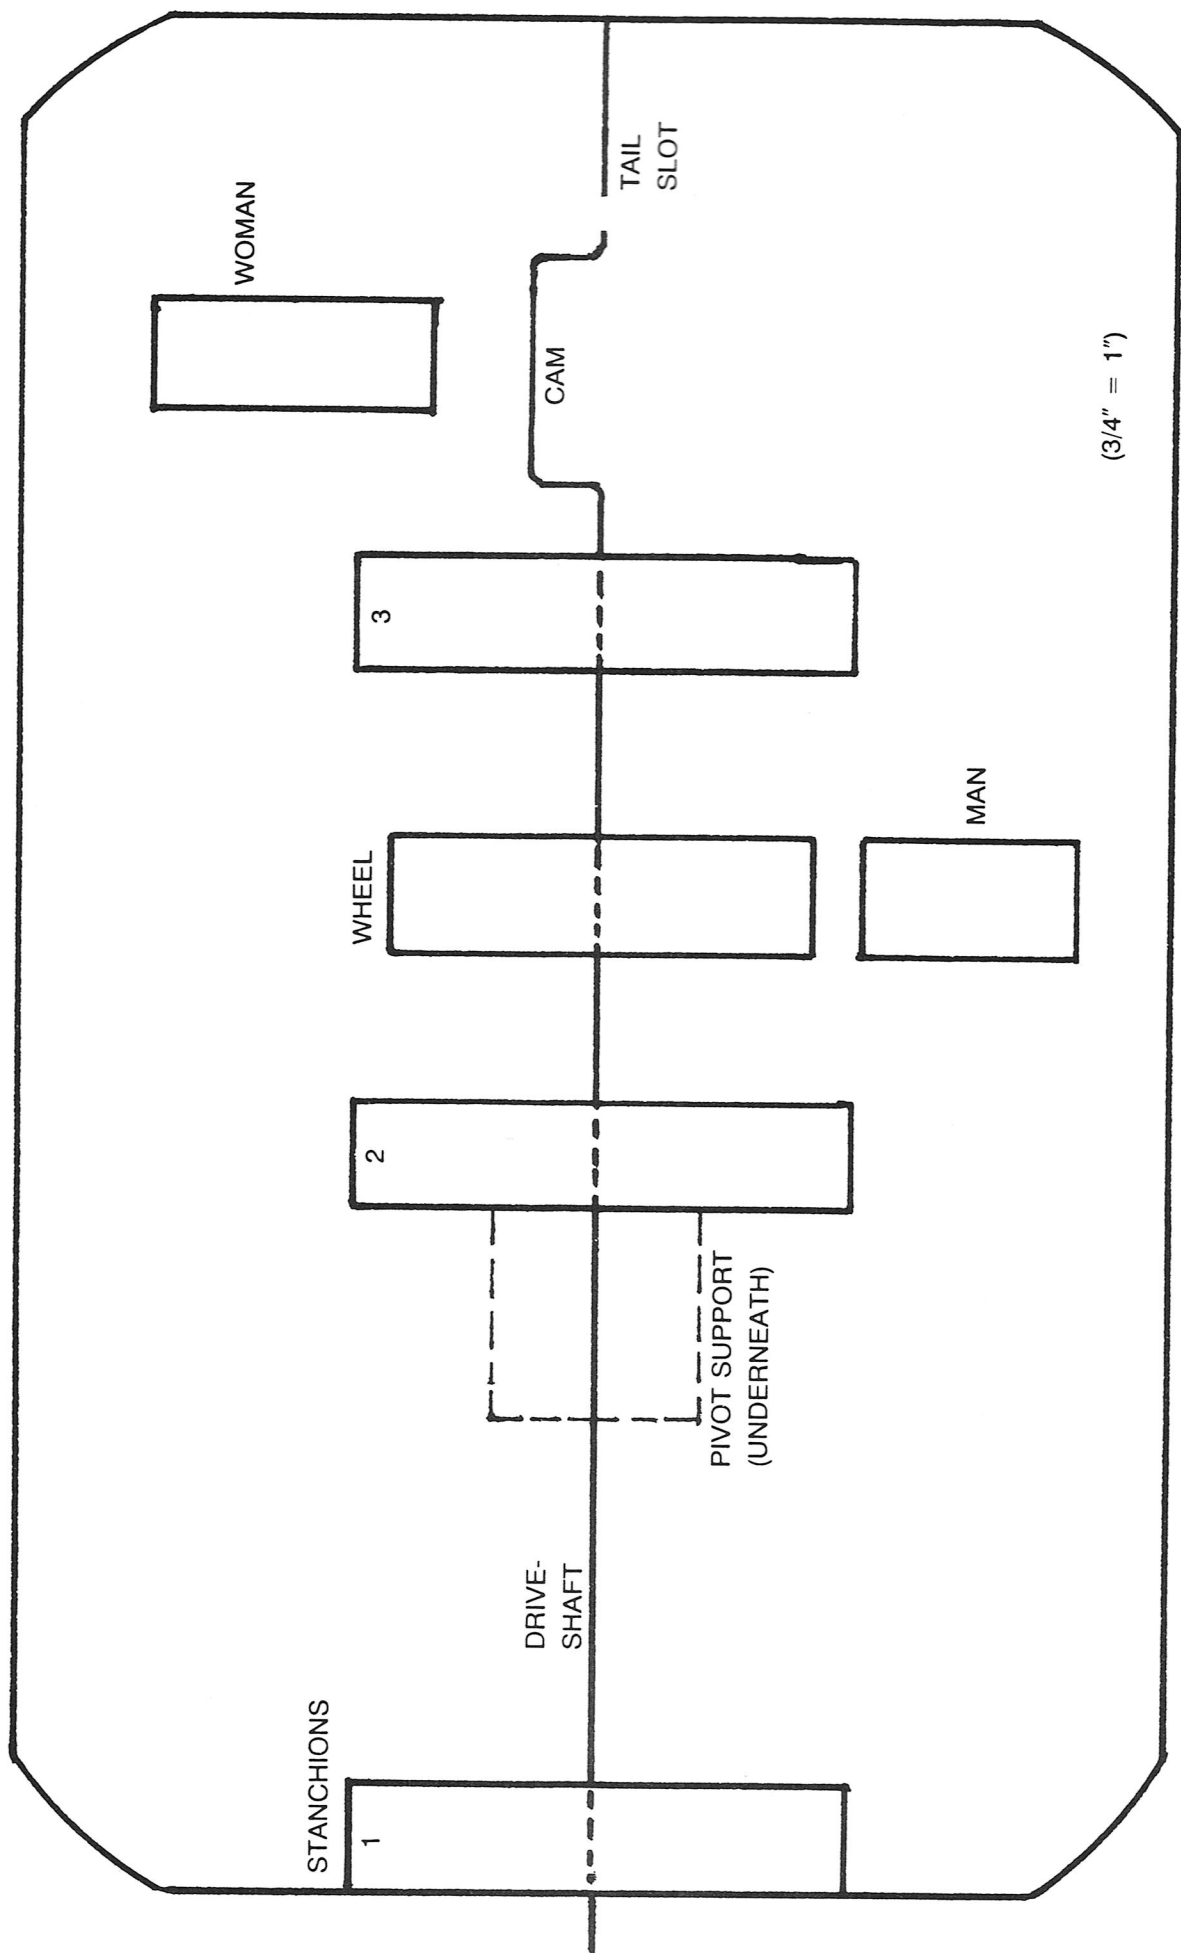 STANCHIONS
1
DRIVE-
SHAFT
PIVOT SUPPORT
(UNDERNEATH)
2
WHEEL
MAN
3
CAM
WOMAN
TAIL
SLOT
(3/4" = 1")